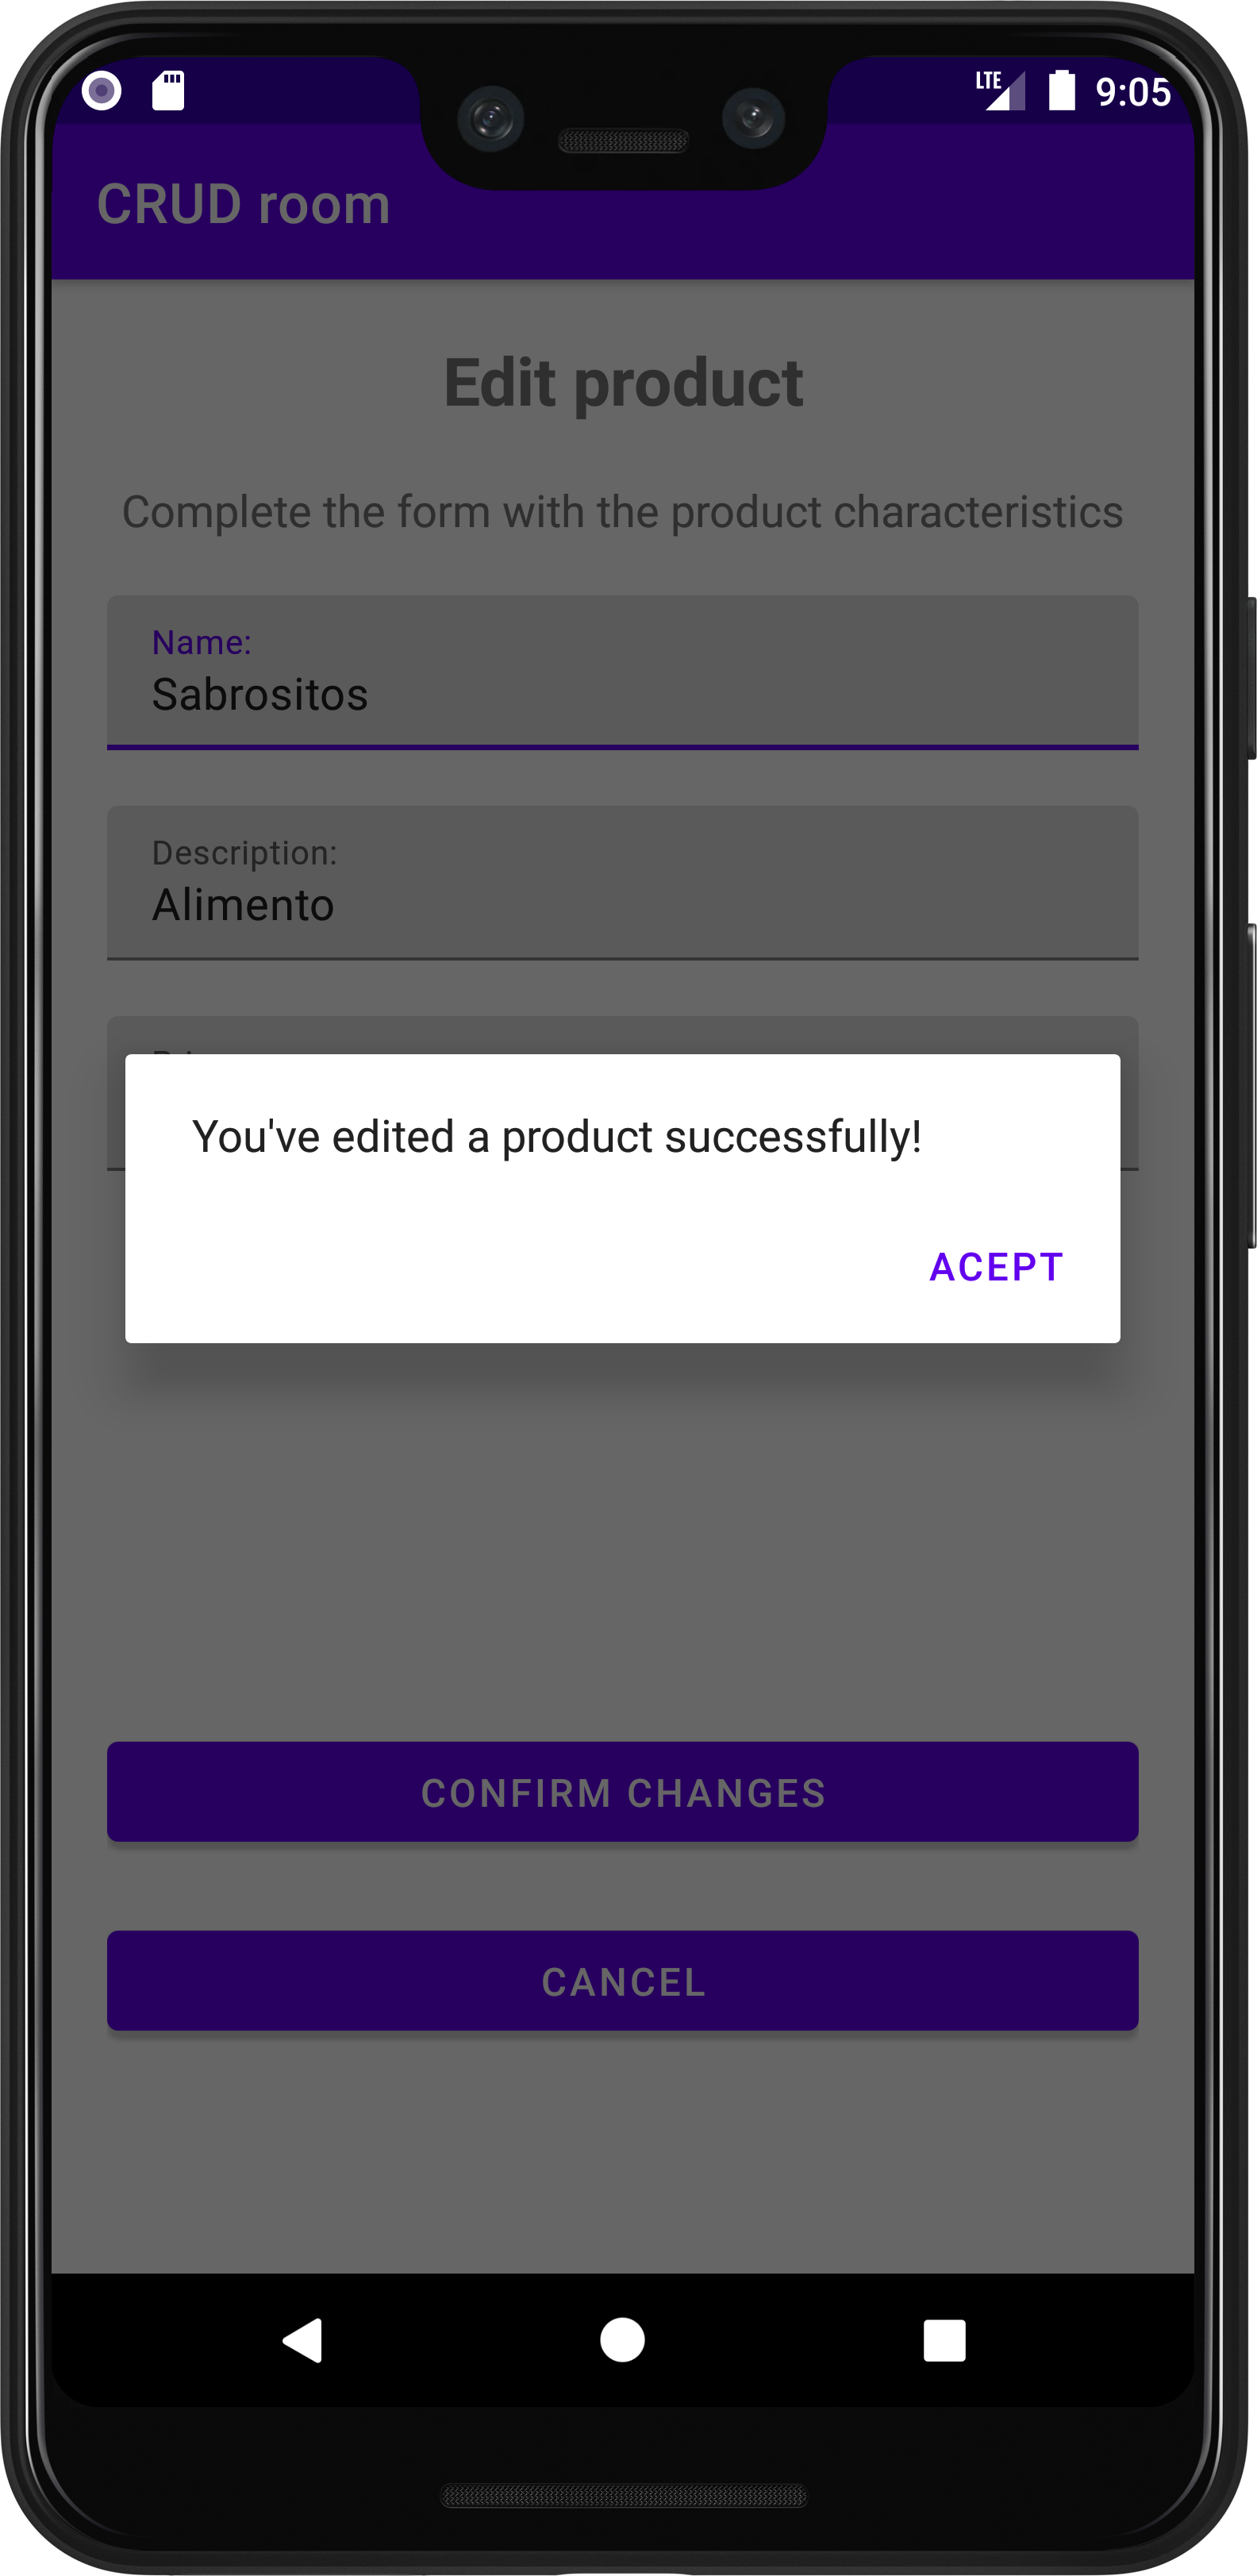 LTE 9:05
CRUD room
Edit product
Complete the form with the product characteristics
Name:
Sabrositos
Description:
Alimento
You've edited a product successfully!
ACEPT
CONFIRM CHANGES
CANCEL